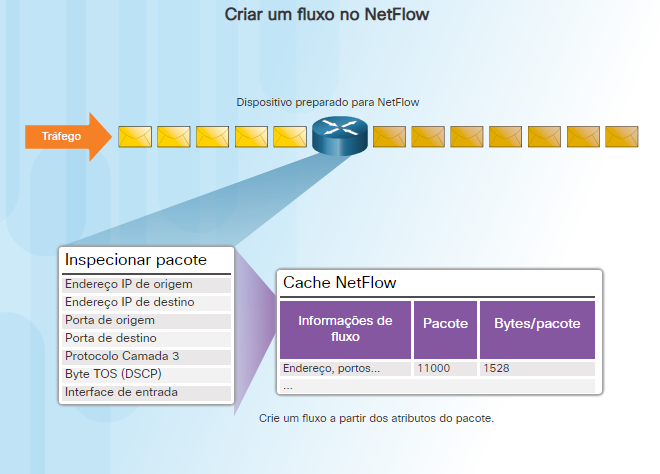 Criar um fluxo no NetFlow
Dispositivo preparado para NetFlow
Tráfego
Inspecionar pacote
Endereço IP de origem
Endereço IP de destino
Porta de origem
Porta de destino
Protocolo Camada 3
Byte TOS (DSCP)
Interface de entrada
Cache NetFlow
Informações de
fluxo
Pacote
Bytes/pacote
Endereço, portos...
11000
1528
...
Crie um fluxo a partir dos atributos do pacote.